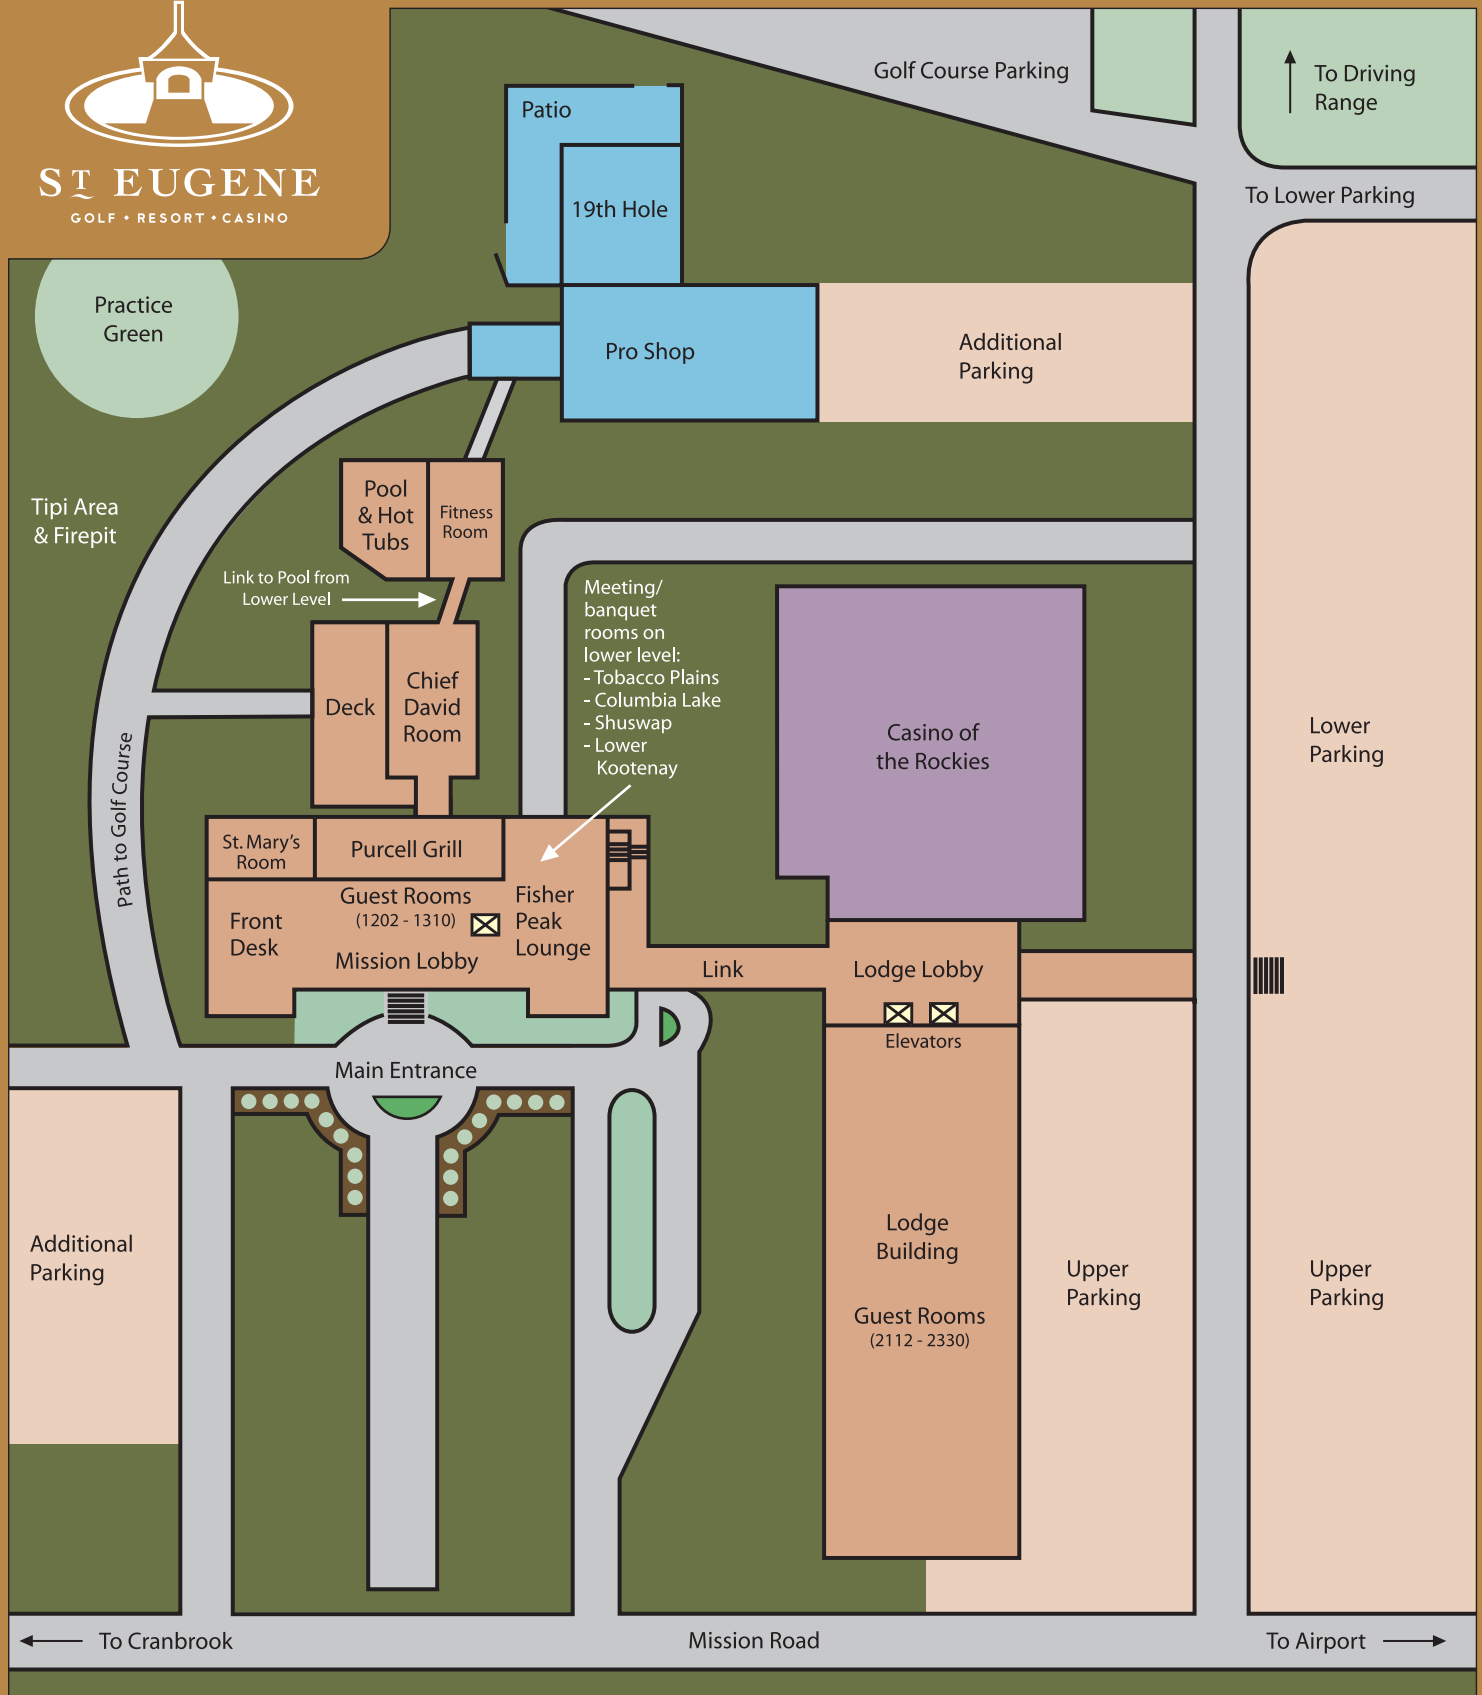 ST EUGENE
GOLF • RESORT • CASINO
Golf Course Parking
To Driving
Range
To Lower Parking
Patio
19th Hole
Pro Shop
Additional
Parking
Practice
Green
Tipi Area
& Firepit
Pool
& Hot
Tubs
Fitness
Room
Link to Pool from
Lower Level
Meeting/
banquet
rooms on
lower level:
- Tobacco Plains
- Columbia Lake
- Shuswap
- Lower
Kootenay
Deck
Chief
David
Room
Casino of
the Rockies
Lower
Parking
Path to Golf Course
St. Mary's
Room
Purcell Grill
Guest Rooms
(1202 - 1310)
Front
Desk
Mission Lobby
Fisher
Peak
Lounge
Link
Lodge Lobby
Elevators
Main Entrance
Additional
Parking
Lodge
Building
Guest Rooms
(2112 - 2330)
Upper
Parking
Upper
Parking
To Cranbrook
Mission Road
To Airport